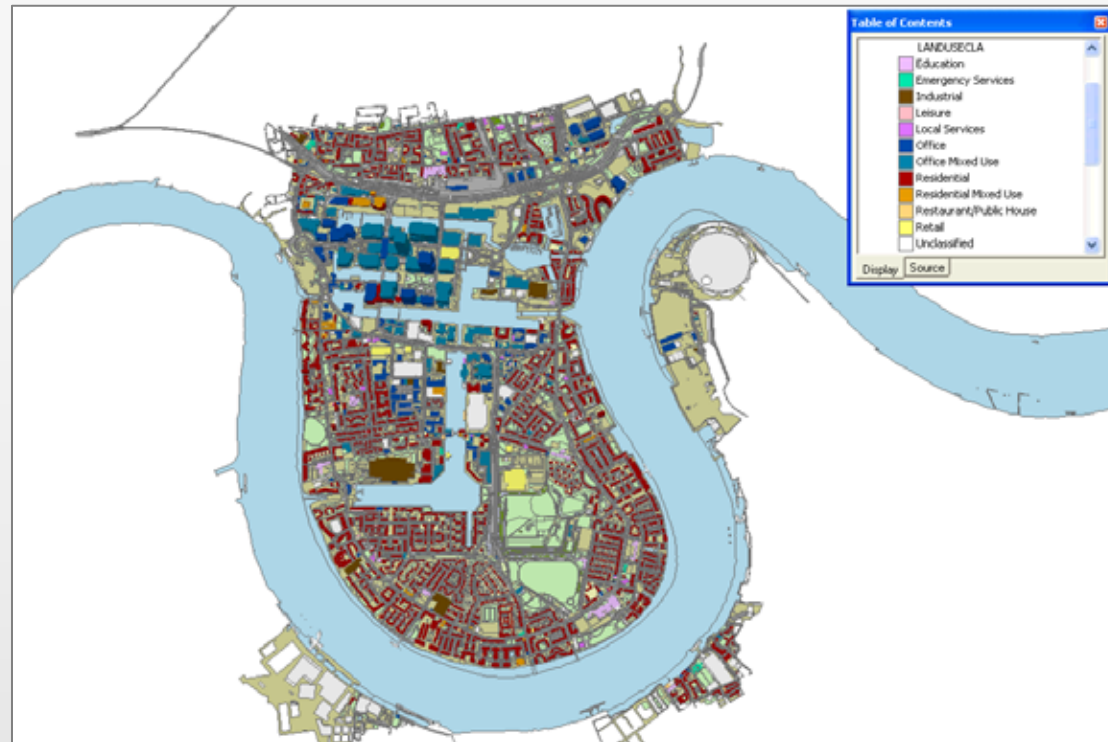 Table of Contents
LANDUSECLA
Education
Emergency Services
Industrial
Leisure
Local Services
Office
Office Mixed Use
Residential
Residential Mixed Use
Restaurant/Public House
Retail
Unclassified
Display
Source